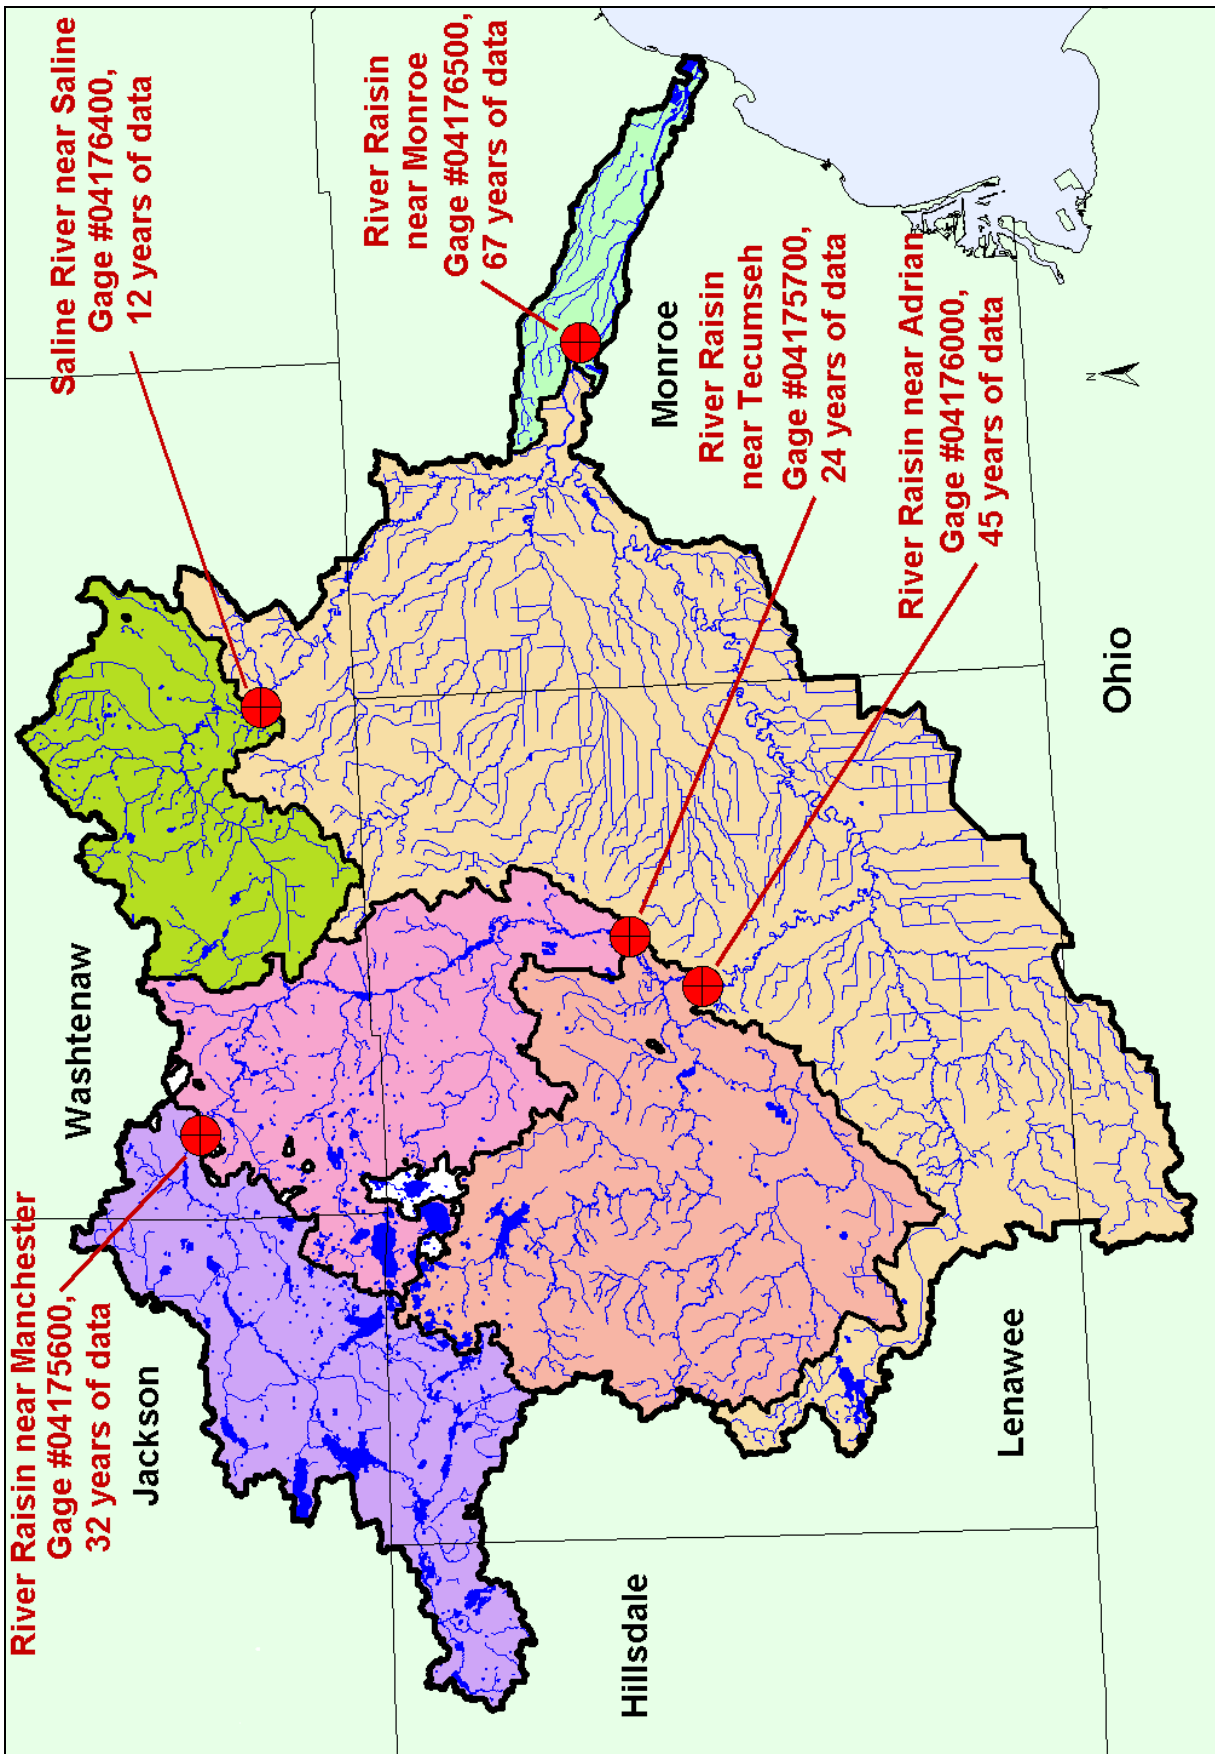 River Raisin near Manchester
Gage #04175600,
32 years of data
Saline River near Saline
Gage #04176400,
12 years of data
River Raisin
near Monroe
Gage #04176500,
67 years of data
River Raisin
near Tecumseh
Gage #04175700,
24 years of data
River Raisin near Adrian
Gage #04176000,
45 years of data
Washtenaw
Jackson
Hillsdale
Lenawee
Monroe
Ohio
N